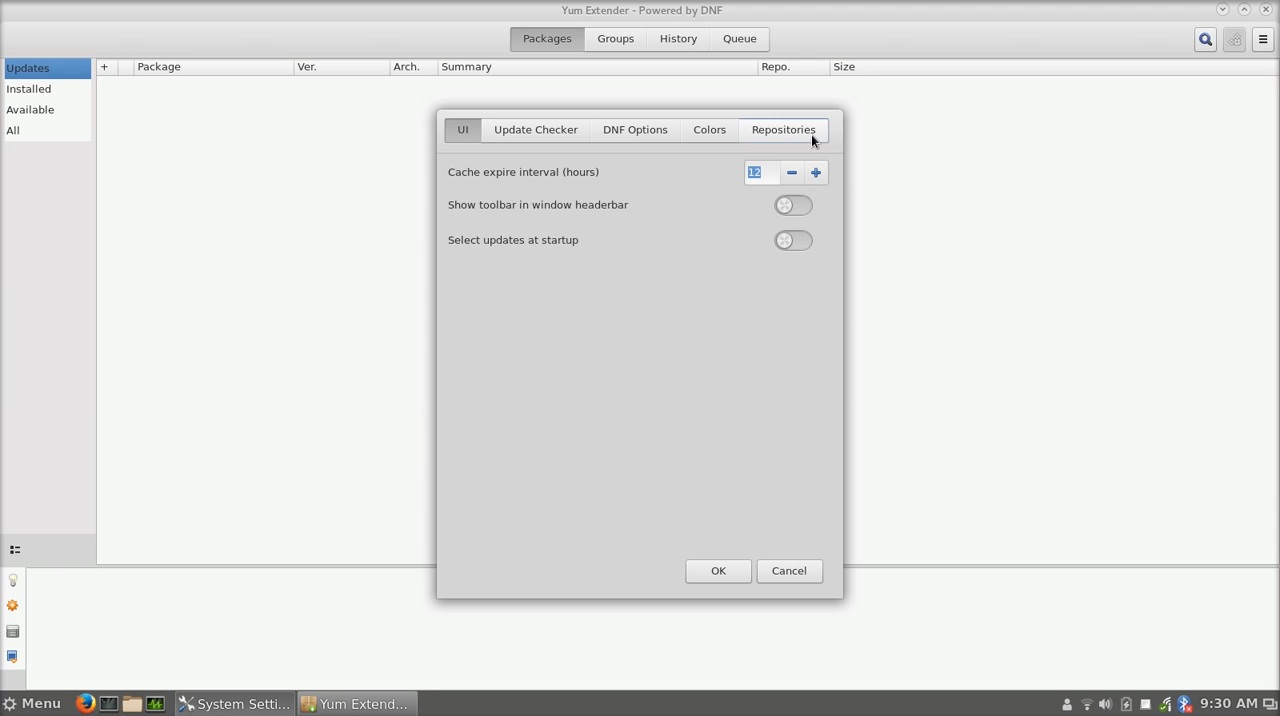 Yum Extender - Powered by DNF
Packages Groups History Queue
Updates
Installed
Available
All
+ Package Ver. Arch. Summary Repo. Size
UI Update Checker DNF Options Colors Repositories
Cache expire interval (hours) 12
Show toolbar in window headerbar
Select updates at startup
OK Cancel
Menu System Setti... Yum Extend... 9:30 AM